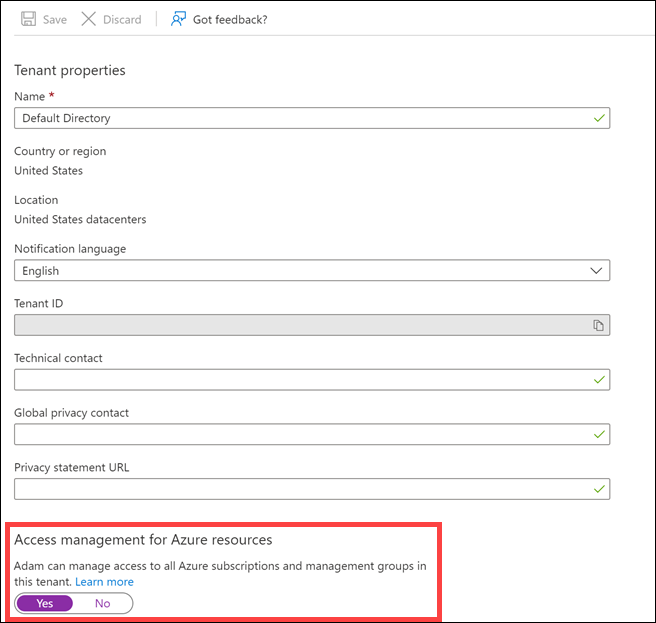 Save Discard Got feedback?
Tenant properties
Name *
Default Directory
Country or region
United States
Location
United States datacenters
Notification language
English
Tenant ID
Technical contact
Global privacy contact
Privacy statement URL
Access management for Azure resources
Adam can manage access to all Azure subscriptions and management groups in
this tenant. Learn more
Yes No